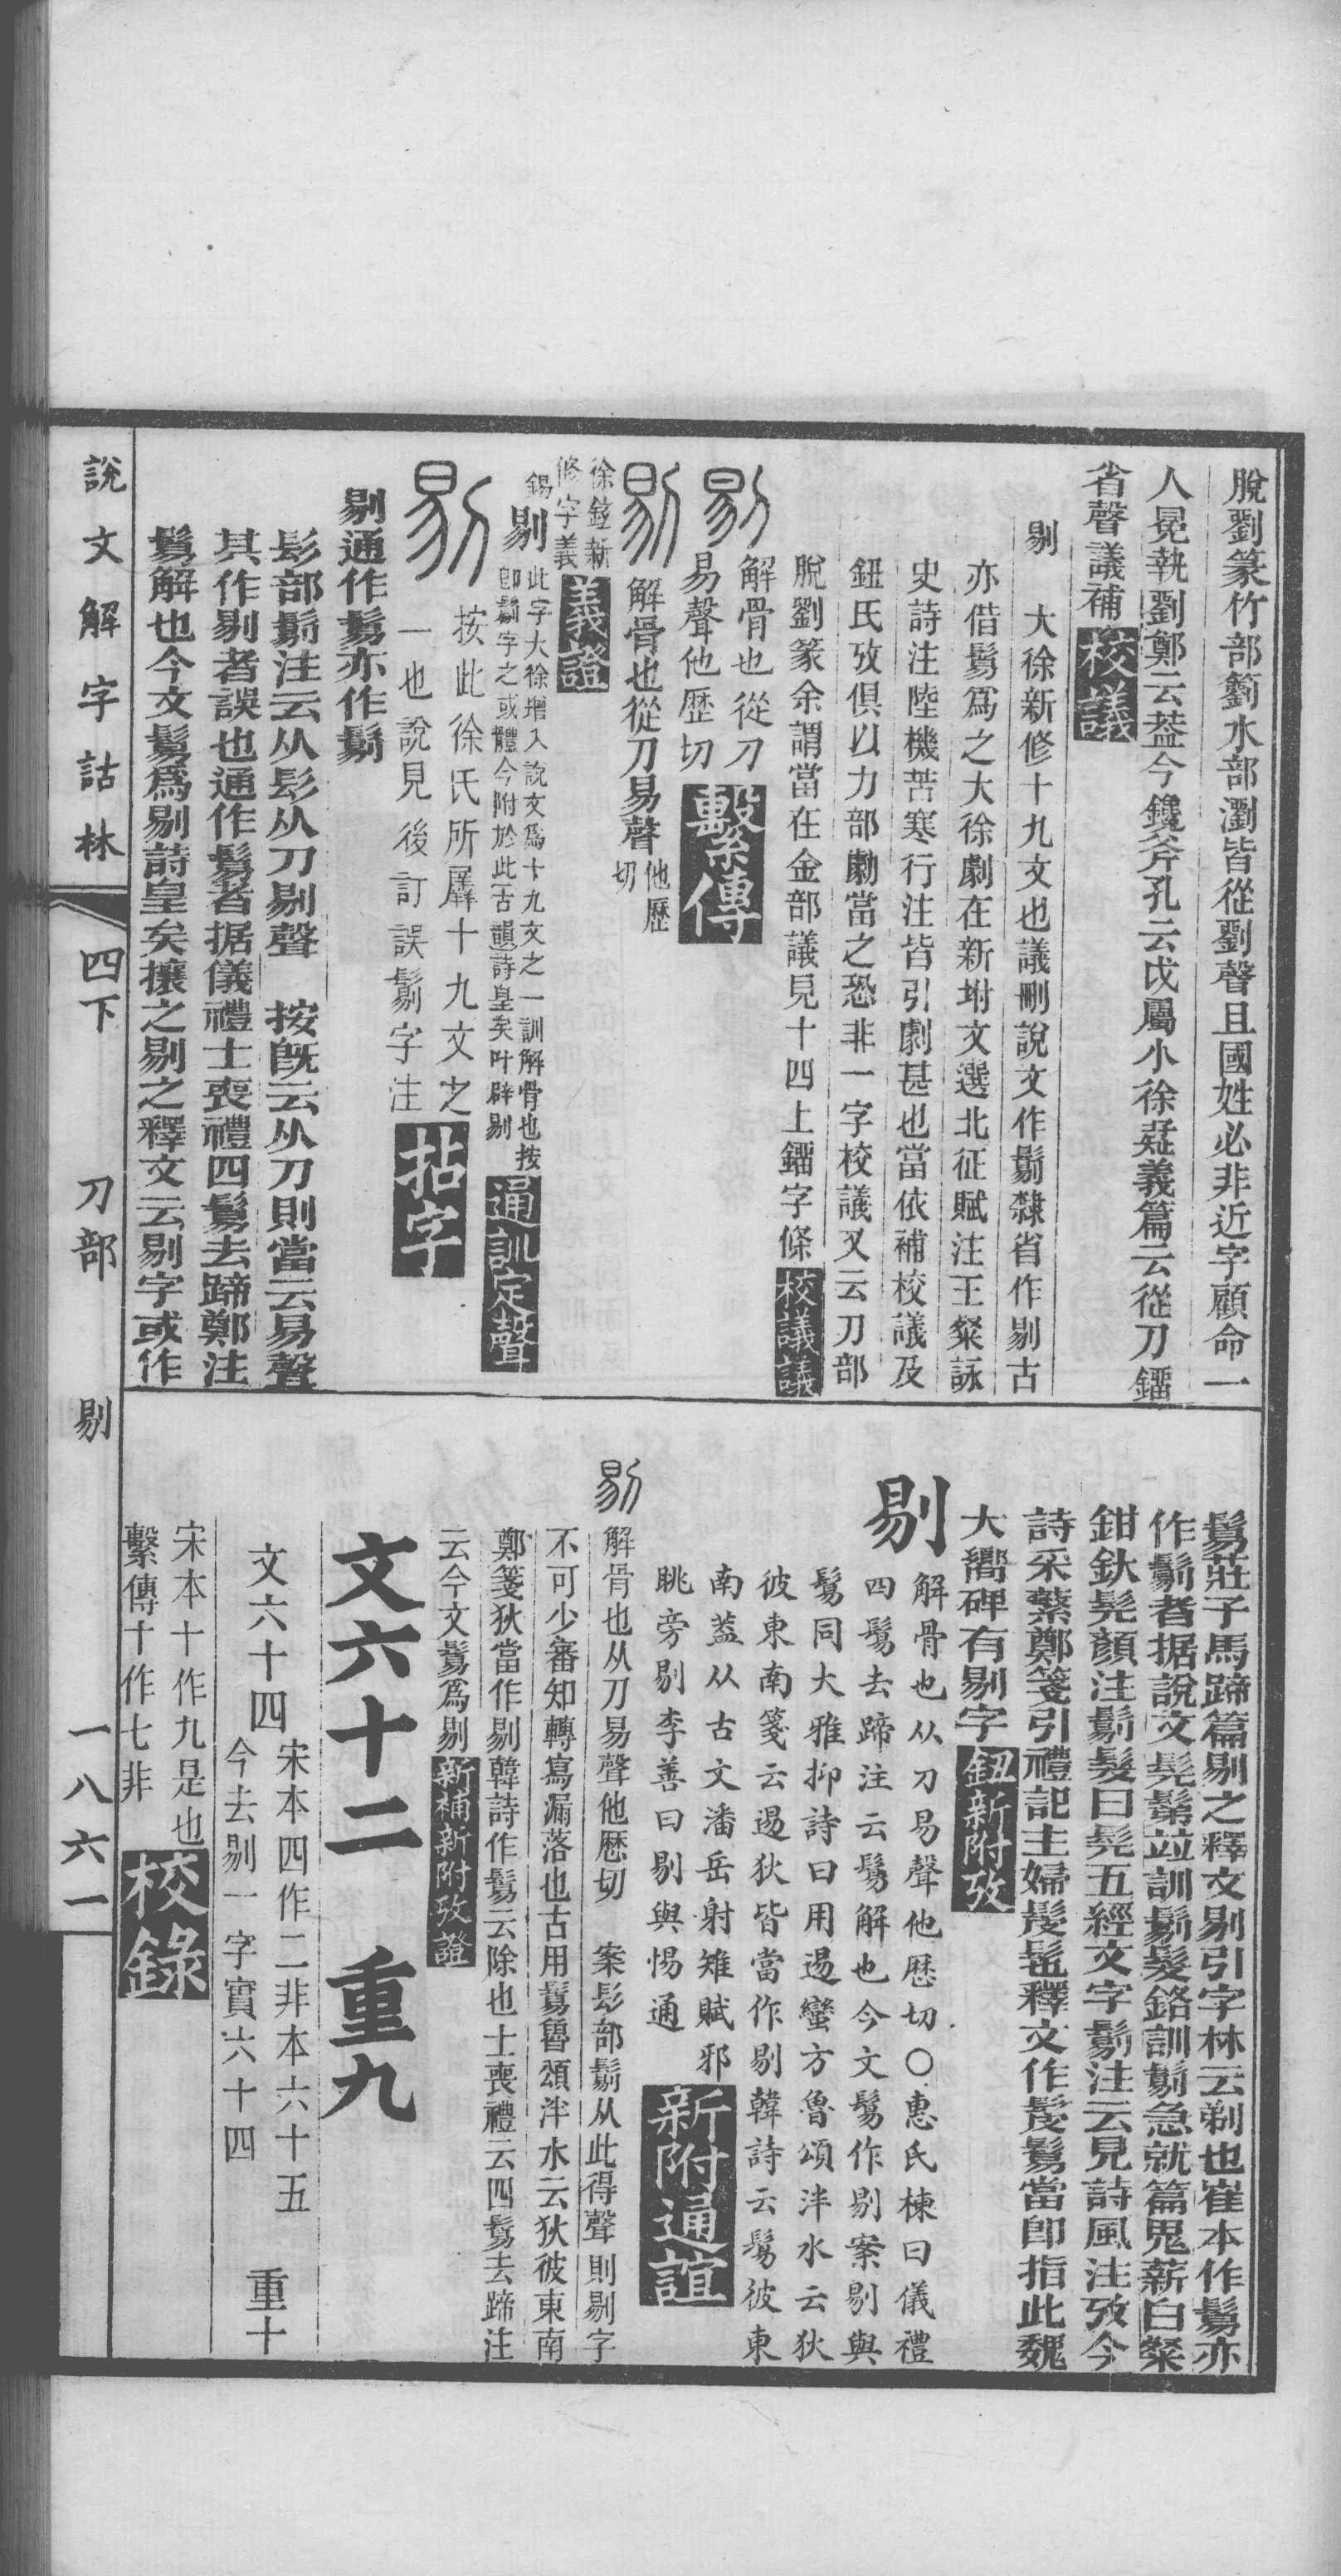 脫劉篆竹部籀水部瀏皆從劉聲且國姓必非近字顧命一
人冕執劉鄭云葢今鑱斧孔云戉屬小徐疑義篇云從刀鐂
省聲議補校議
剔　大徐新修十九文也議刪說文作鬄隸省作剔古
亦借鬄爲之大徐劇在新坿文選北征賦注王粲詠
史詩注陸機苦寒行注皆引劇甚也當依補校議及
鈕氏攷俱以力部勮當之恐非一字校議又云刀部
脫劉篆余謂當在金部議見十四上鐂字條校議議
剔解骨也從刀
易聲他歷切繫傳
剔解骨也從刀易聲他歷
切
徐鉉新
修字義義證
錫剔此字大徐增入說文爲十九文之一訓解骨也按
卽鬄字之或體今附於此古韻詩皇矣叶辟剔通訓定聲
剔按此徐氏所羼十九文之
一也說見後訂誤鬄字注拈字
剔通作鬄亦作鬀
髟部鬀注云从髟从刀剔聲　按旣云从刀則當云易聲
其作剔者誤也通作鬄者据儀禮士喪禮四鬄去蹄鄭注
鬄解也今文鬄爲剔詩皇矣攘之剔之釋文云剔字或作
說文解字詁林
四下　刀部　剔
一八六一
鬄莊子馬蹄篇剔之釋文剔引字林云剃也崔本作鬄亦
作鬀者据說文髡鬀竝訓鬀髮鉻訓鬀急就篇鬼薪白粲
鉗釱髡顏注鬀髮曰髡五經文字鬀注云見詩風注攷今
詩采蘩鄭箋引禮記主婦髲髢釋文作髲鬄當卽指此魏
大饗碑有剔字鈕新附攷
剔解骨也从刀易聲他歷切○惠氏棟曰儀禮
四鬄去蹄注云鬄解也今文鬄作剔案剔與
鬄同大雅抑詩曰用逷蠻方魯頌泮水云狄
彼東南箋云逷狄皆當作剔韓詩云鬄彼東
南葢从古文潘岳射雉賦邪
眺旁剔李善曰剔與惕通新附通誼
剔解骨也从刀易聲他歷切　案髟部鬀从此得聲則剔字
不可少審知轉寫漏落也古用鬄魯頌泮水云狄彼東南
鄭箋狄當作剔韓詩作鬄云除也士喪禮云四鬄去蹄注
云今文鬄爲剔新補新附攷證
文六十二　重九
文六十四宋本四作二非本六十五
今去剔一字實六十四　重十
宋本十作九是也
繫傳十作七非校錄